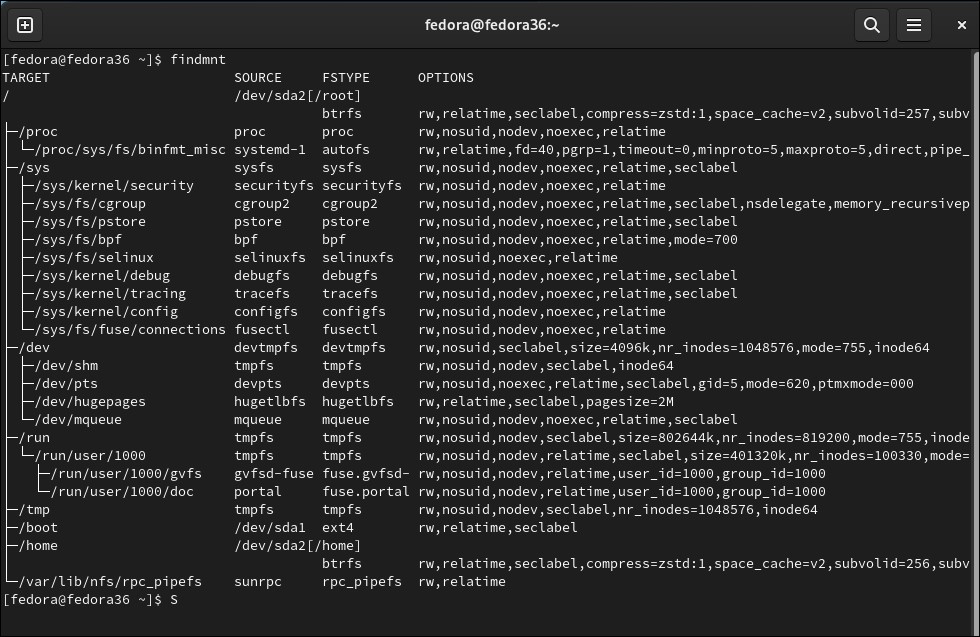 fedora@fedora36:~
[fedora@fedora36 ~]$ findmnt
TARGET SOURCE FSTYPE OPTIONS
/ /dev/sda2[/root]
btrfs rw,relatime,seclabel,compress=zstd:1,space_cache=v2,subvolid=257,subv
├─/proc proc proc rw,nosuid,nodev,noexec,relatime
│ └─/proc/sys/fs/binfmt_misc systemd-1 autofs rw,relatime,fd=40,pgrp=1,timeout=0,minproto=5,maxproto=5,direct,pipe_
├─/sys sysfs sysfs rw,nosuid,nodev,noexec,relatime,seclabel
│ ├─/sys/kernel/security securityfs securityfs rw,nosuid,nodev,noexec,relatime
│ ├─/sys/fs/cgroup cgroup2 cgroup2 rw,nosuid,nodev,noexec,relatime,seclabel,nsdelegate,memory_recursivep
│ ├─/sys/fs/pstore pstore pstore rw,nosuid,nodev,noexec,relatime,seclabel
│ ├─/sys/fs/bpf bpf bpf rw,nosuid,nodev,noexec,relatime,mode=700
│ ├─/sys/fs/selinux selinuxfs selinuxfs rw,nosuid,noexec,relatime
│ ├─/sys/kernel/debug debugfs debugfs rw,nosuid,nodev,noexec,relatime,seclabel
│ ├─/sys/kernel/tracing tracefs tracefs rw,nosuid,nodev,noexec,relatime,seclabel
│ ├─/sys/kernel/config configfs configfs rw,nosuid,nodev,noexec,relatime
│ └─/sys/fs/fuse/connections fusectl fusectl rw,nosuid,nodev,noexec,relatime
├─/dev devtmpfs devtmpfs rw,nosuid,seclabel,size=4096k,nr_inodes=1048576,mode=755,inode64
│ ├─/dev/shm tmpfs tmpfs rw,nosuid,nodev,seclabel,inode64
│ ├─/dev/pts devpts devpts rw,nosuid,noexec,relatime,seclabel,gid=5,mode=620,ptmxmode=000
│ ├─/dev/hugepages hugetlbfs hugetlbfs rw,relatime,seclabel,pagesize=2M
│ └─/dev/mqueue mqueue mqueue rw,nosuid,nodev,noexec,relatime,seclabel
├─/run tmpfs tmpfs rw,nosuid,nodev,seclabel,size=802644k,nr_inodes=819200,mode=755,inode
│ └─/run/user/1000 tmpfs tmpfs rw,nosuid,nodev,relatime,seclabel,size=401320k,nr_inodes=100330,mode=
│ ├─/run/user/1000/gvfs gvfsd-fuse fuse.gvfsd- rw,nosuid,nodev,relatime,user_id=1000,group_id=1000
│ └─/run/user/1000/doc portal fuse.portal rw,nosuid,nodev,relatime,user_id=1000,group_id=1000
├─/tmp tmpfs tmpfs rw,nosuid,nodev,seclabel,nr_inodes=1048576,inode64
├─/boot /dev/sda1 ext4 rw,relatime,seclabel
├─/home /dev/sda2[/home]
│ btrfs rw,relatime,seclabel,compress=zstd:1,space_cache=v2,subvolid=256,subv
└─/var/lib/nfs/rpc_pipefs sunrpc rpc_pipefs rw,relatime
[fedora@fedora36 ~]$ S